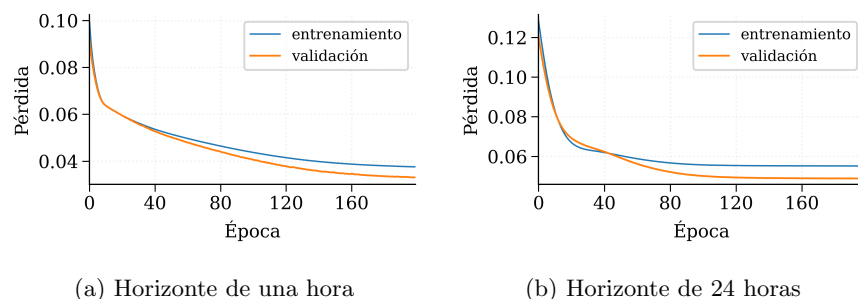 0.10
0.08
0.06
0.04
Pérdida
0 40 80 120 160
Época
entrenamiento
validación
(a) Horizonte de una hora
0.12
0.10
0.08
0.06
Pérdida
0 40 80 120 160
Época
entrenamiento
validación
(b) Horizonte de 24 horas